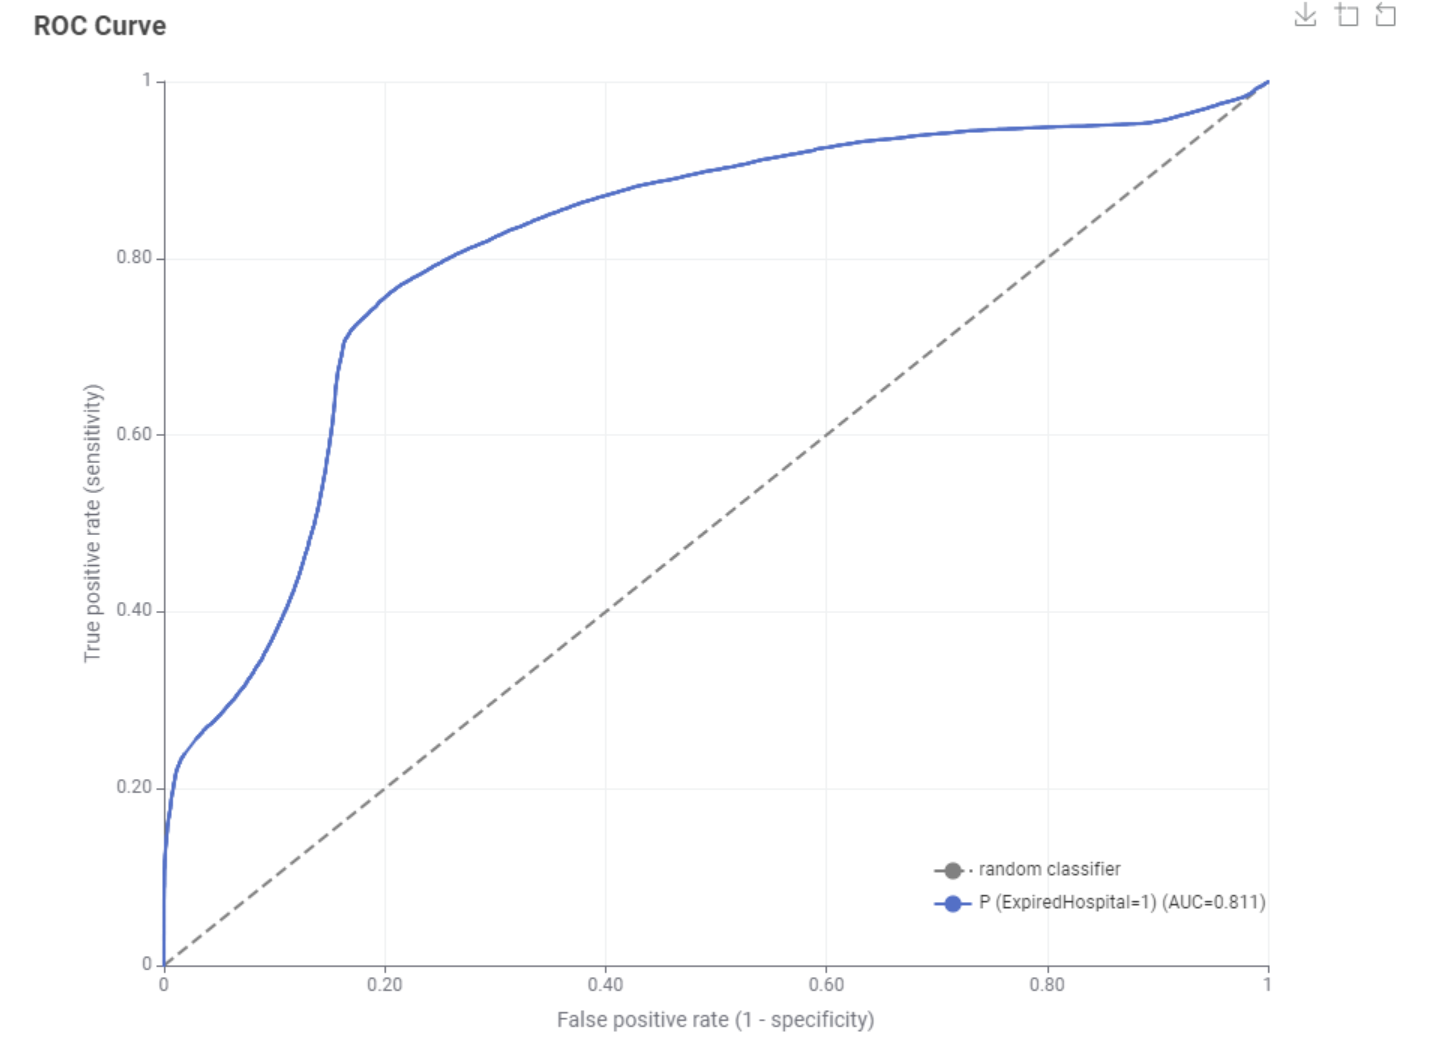 ROC Curve
1
0.80
0.60
0.40
0.20
0
True positive rate (sensitivity)
random classifier
P (ExpiredHospital=1) (AUC=0.811)
0
0.20
0.40
0.60
0.80
1
False positive rate (1 - specificity)